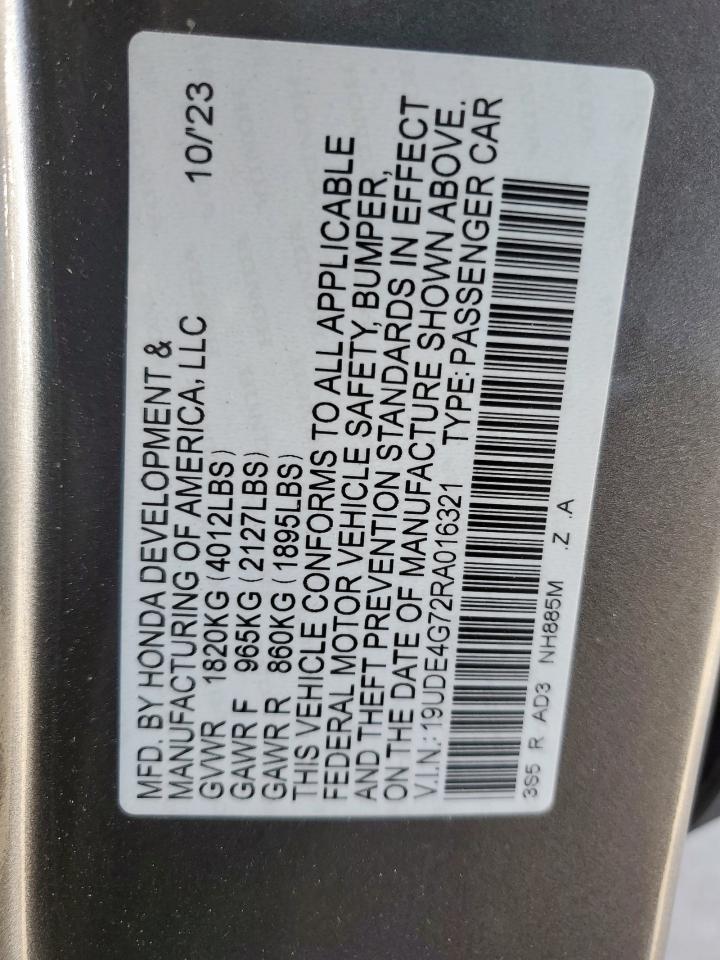 MFD. BY HONDA DEVELOPMENT &
MANUFACTURING OF AMERICA, LLC 10/'23
GVWR 1820KG (4012LBS)
GAWR F 965KG (2127LBS)
GAWR R 860KG (1895LBS)
THIS VEHICLE CONFORMS TO ALL APPLICABLE
FEDERAL MOTOR VEHICLE SAFETY, BUMPER,
AND THEFT PREVENTION STANDARDS IN EFFECT
ON THE DATE OF MANUFACTURE SHOWN ABOVE.
V.I.N.: 19UDE4G72RA016321 TYPE: PASSENGER CAR
3S5 R AD3 NH885M .Z .A